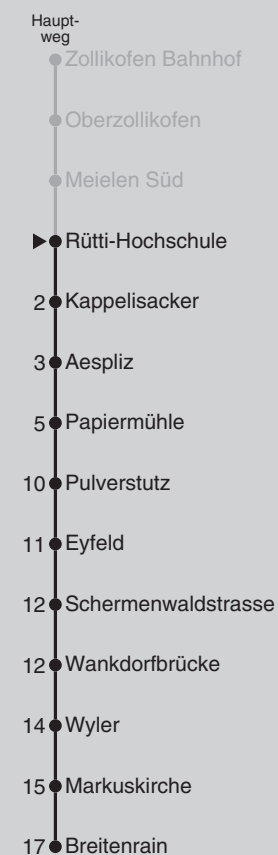 Haupt-
weg
Zollikofen Bahnhof
Oberzollikofen
Meielen Süd
Rütti-Hochschule
2 Kappelisacker
3 Aespliz
5 Papiermühle
10 Pulverstutz
11 Eyfeld
12 Schermenwaldstrasse
12 Wankdorfbrücke
14 Wyler
15 Markuskirche
17 Breitenrain